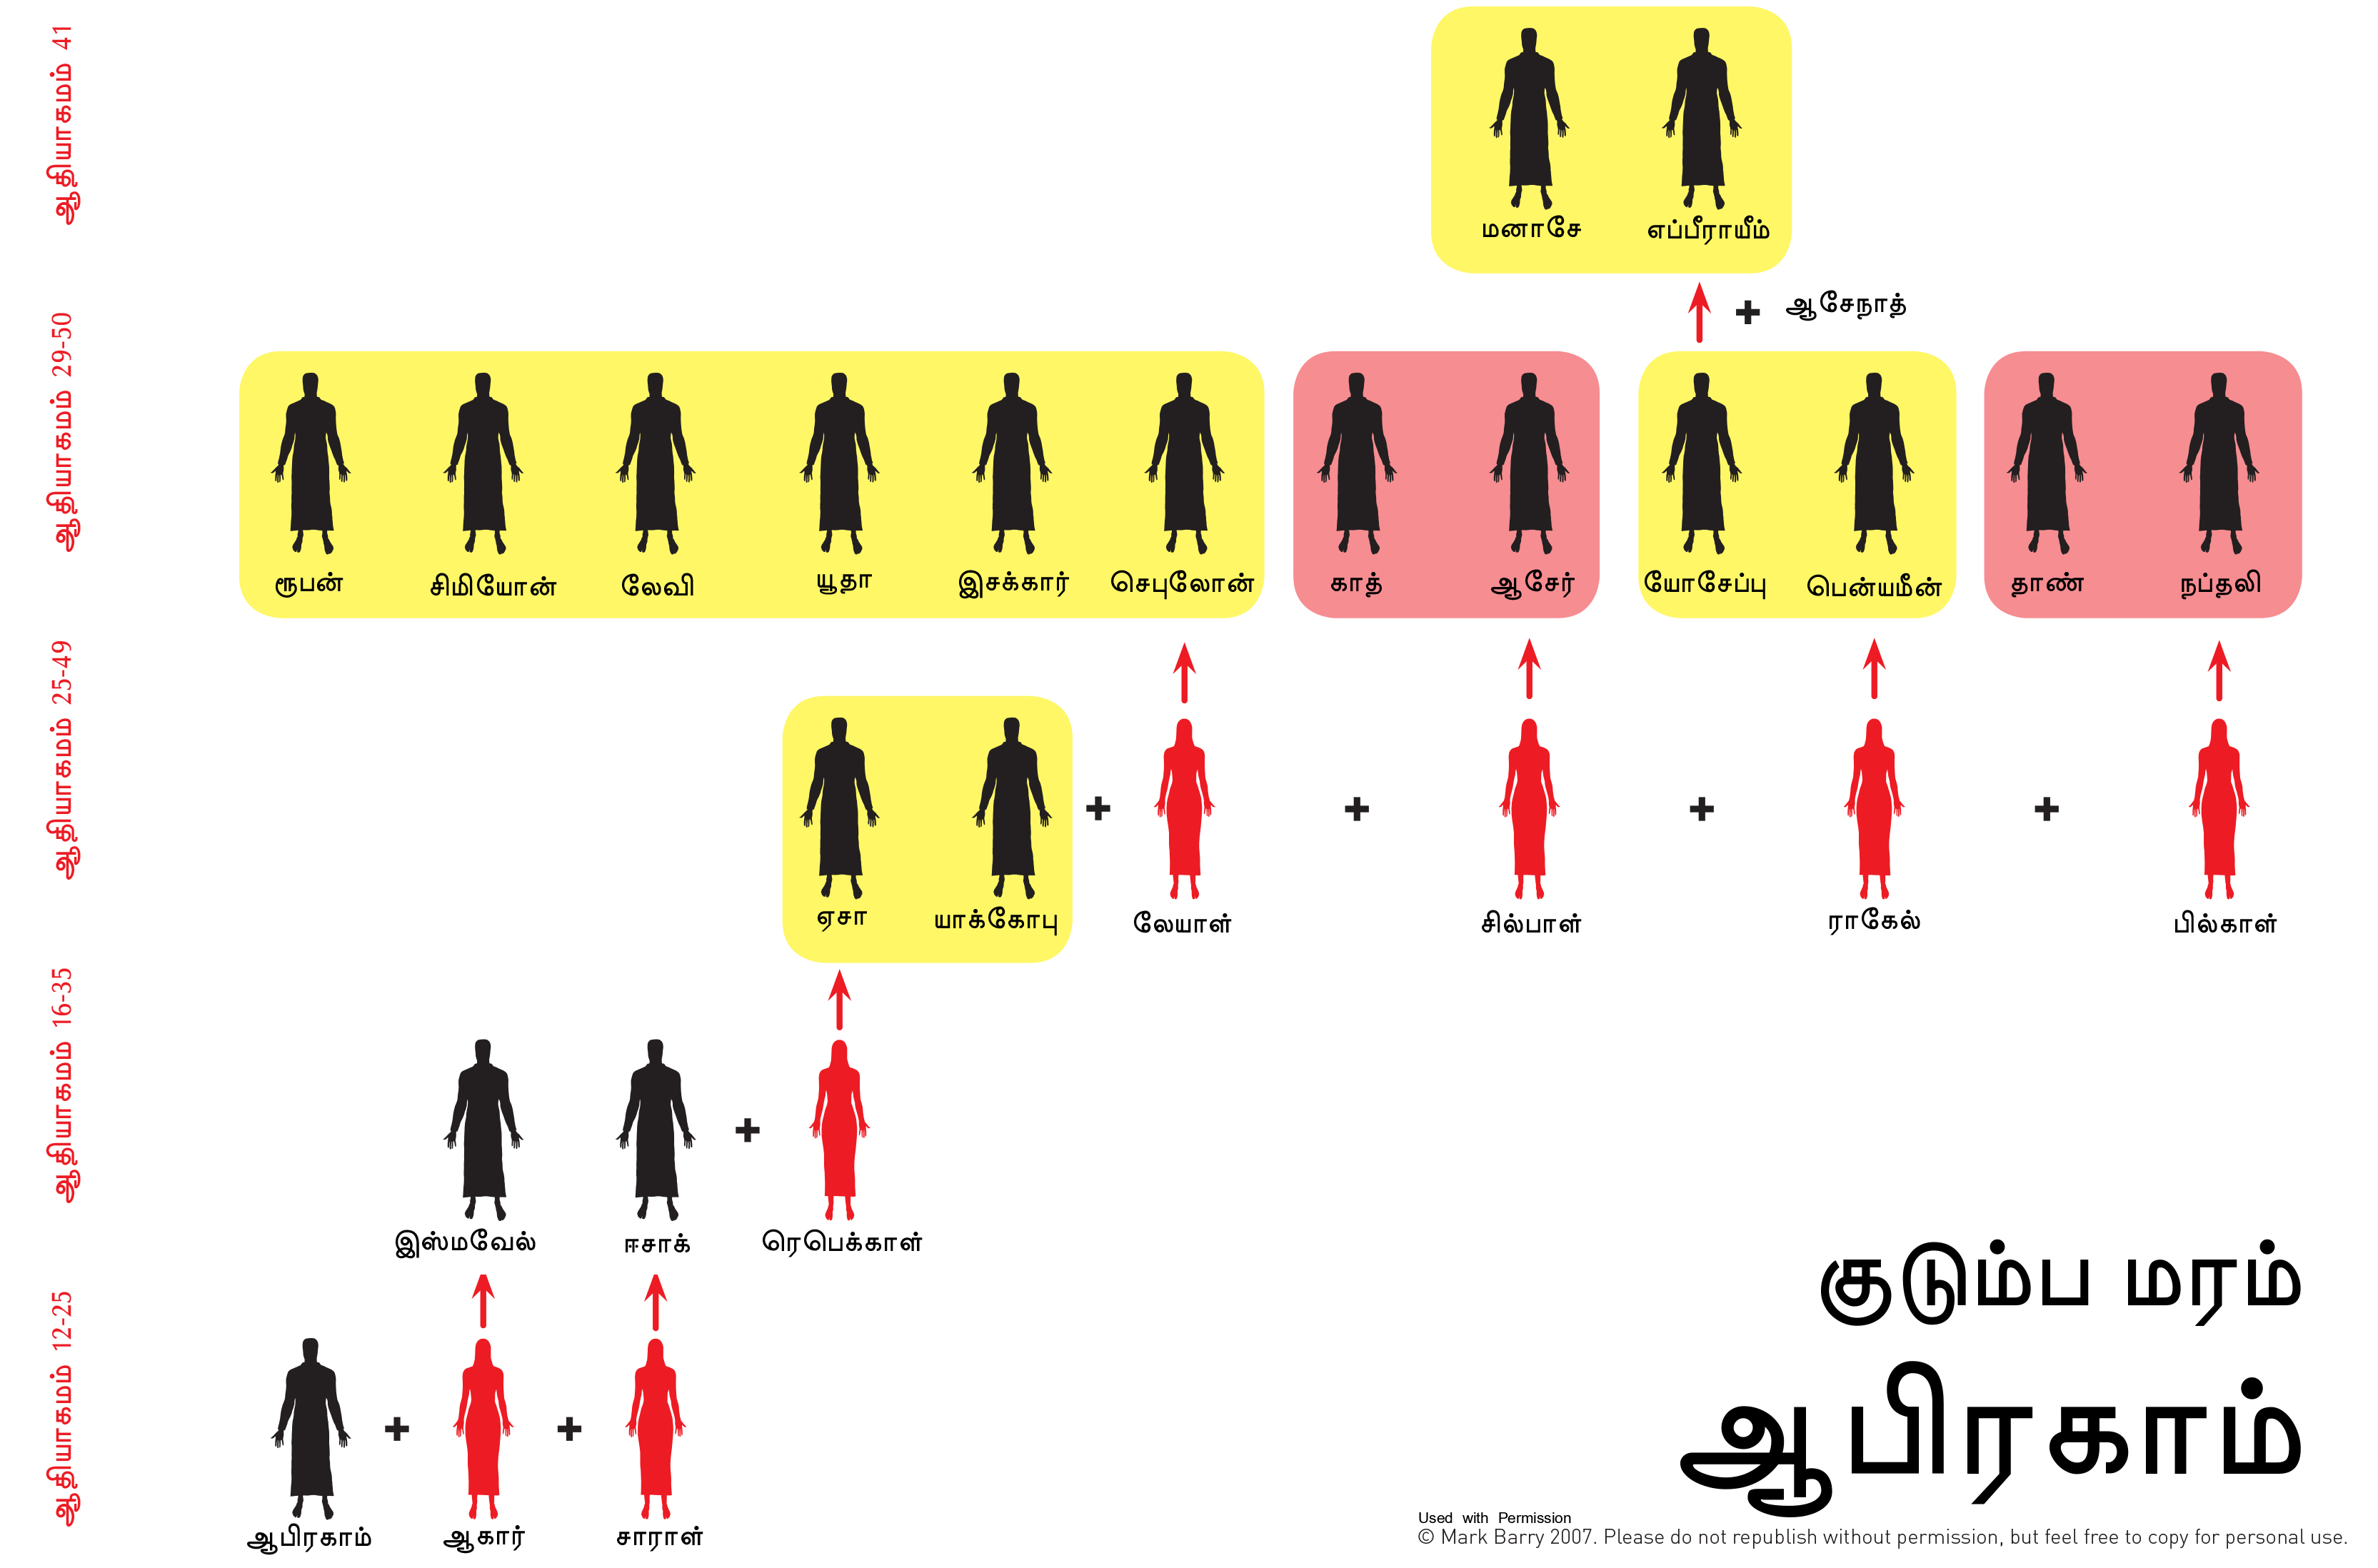 ஆதியாகமம் 41
மனாசே எப்பீராயீம்
+ ஆசேநாத்
ஆதியாகமம் 29-50
ரூபன் சிமியோன் லேவி யூதா இசக்கார் செபுலோன் காத் ஆசேர் யோசேப்பு பென்யமீன் தாண் நப்தலி
ஆதியாகமம் 25-49
+ + + +
ஏசா யாக்கோபு லேயாள் சில்பாள் ராகேல் பில்காள்
ஆதியாகமம் 16-35
+
இஸ்மவேல் ஈசாக் ரெபெக்காள்
ஆதியாகமம் 12-25
+ +
ஆபிரகாம் ஆகார் சாராள்
குடும்ப மரம்
ஆபிரகாம்
Used with Permission
© Mark Barry 2007. Please do not republish without permission, but feel free to copy for personal use.